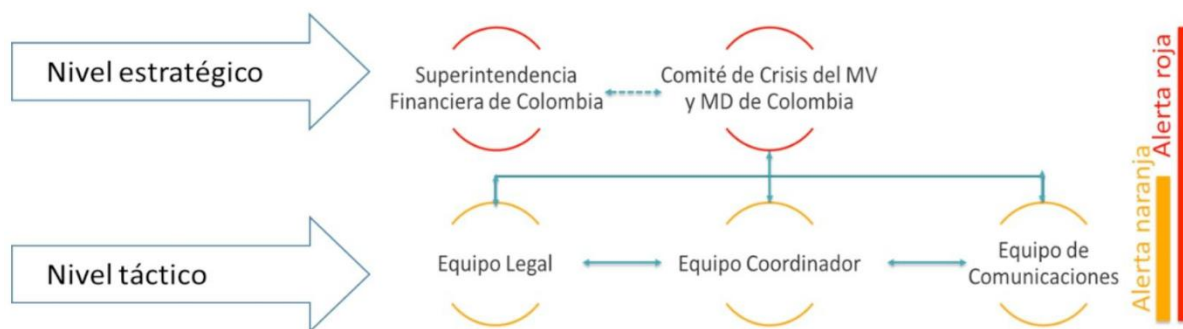 Nivel estratégico
Superintendencia
Financiera de Colombia
Comité de Crisis del MV
y MD de Colombia
Alerta roja
Alerta naranja
Nivel táctico
Equipo Legal
Equipo Coordinador
Equipo de
Comunicaciones